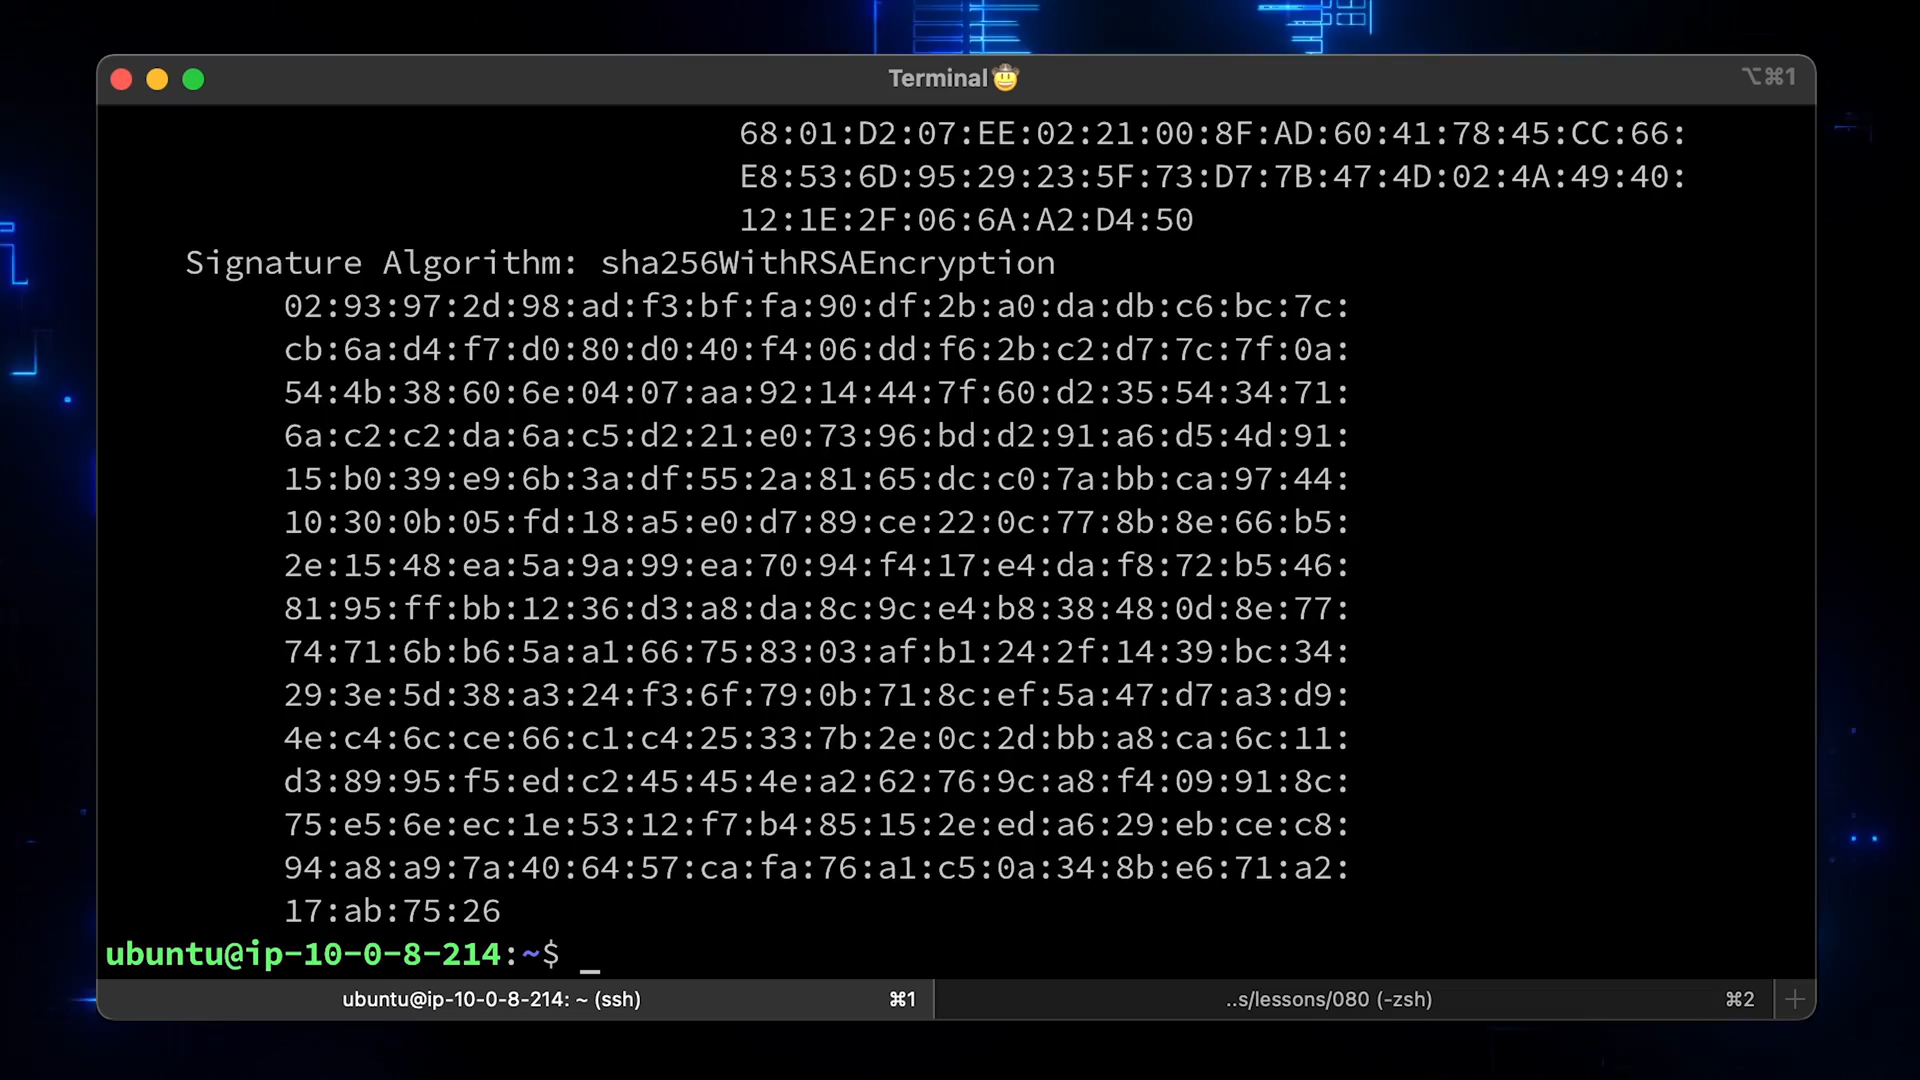 Terminal🤠
⌥⌘1
68:01:D2:07:EE:02:21:00:8F:AD:60:41:78:45:CC:66:
E8:53:6D:95:29:23:5F:73:D7:7B:47:4D:02:4A:49:40:
12:1E:2F:06:6A:A2:D4:50
Signature Algorithm: sha256WithRSAEncryption
02:93:97:2d:98:ad:f3:bf:fa:90:df:2b:a0:da:db:c6:bc:7c:
cb:6a:d4:f7:d0:80:d0:40:f4:06:dd:f6:2b:c2:d7:7c:7f:0a:
54:4b:38:60:6e:04:07:aa:92:14:44:7f:60:d2:35:54:34:71:
6a:c2:c2:da:6a:c5:d2:21:e0:73:96:bd:d2:91:a6:d5:4d:91:
15:b0:39:e9:6b:3a:df:55:2a:81:65:dc:c0:7a:bb:ca:97:44:
10:30:0b:05:fd:18:a5:e0:d7:89:ce:22:0c:77:8b:8e:66:b5:
2e:15:48:ea:5a:9a:99:ea:70:94:f4:17:e4:da:f8:72:b5:46:
81:95:ff:bb:12:36:d3:a8:da:8c:9c:e4:b8:38:48:0d:8e:77:
74:71:6b:b6:5a:a1:66:75:83:03:af:b1:24:2f:14:39:bc:34:
29:3e:5d:38:a3:24:f3:6f:79:0b:71:8c:ef:5a:47:d7:a3:d9:
4e:c4:6c:ce:66:c1:c4:25:33:7b:2e:0c:2d:bb:a8:ca:6c:11:
d3:89:95:f5:ed:c2:45:45:4e:a2:62:76:9c:a8:f4:09:91:8c:
75:e5:6e:ec:1e:53:12:f7:b4:85:15:2e:ed:a6:29:eb:ce:c8:
94:a8:a9:7a:40:64:57:ca:fa:76:a1:c5:0a:34:8b:e6:71:a2:
17:ab:75:26
ubuntu@ip-10-0-8-214:~$ _
ubuntu@ip-10-0-8-214: ~ (ssh) ⌘1
..s/lessons/080 (-zsh) ⌘2 +